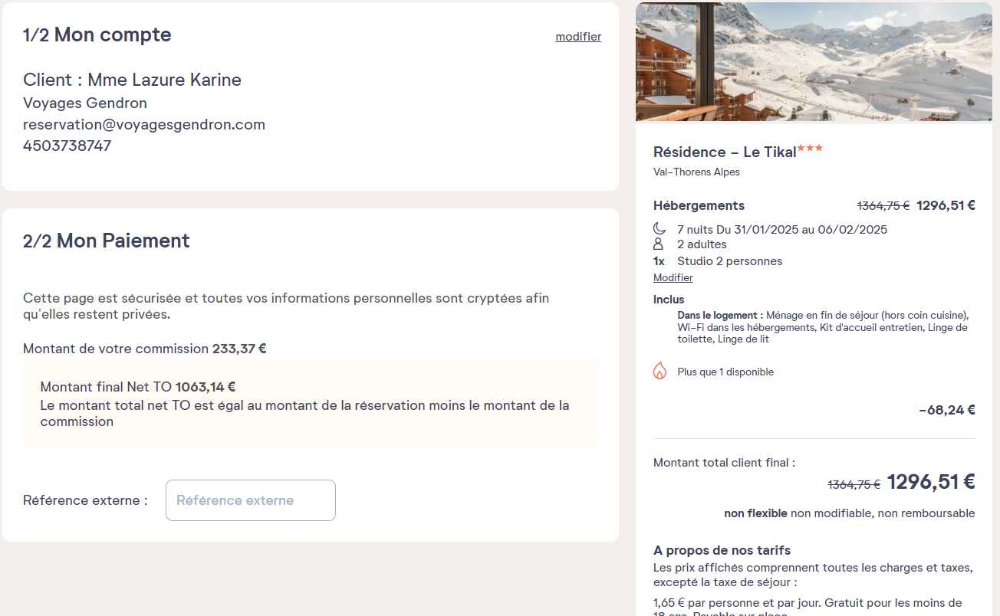 1/2 Mon compte
modifier
Client : Mme Lazure Karine
Voyages Gendron
reservation@voyagesgendron.com
4503738747
2/2 Mon Paiement
Cette page est sécurisée et toutes vos informations personnelles sont cryptées afin
qu'elles restent privées.
Montant de votre commission 233,37 €
Montant final Net TO 1063,14 €
Le montant total net TO est égal au montant de la réservation moins le montant de la
commission
Référence externe :
Référence externe
Résidence - Le Tikal
Val-Thorens Alpes
Hébergements 1364,75 € 1296,51 €
7 nuits Du 31/01/2025 au 06/02/2025
2 adultes
1x Studio 2 personnes
Modifier
Inclus
Dans le logement : Ménage en fin de séjour (hors coin cuisine),
Wi-Fi dans les hébergements, Kit d'accueil entretien, Linge de
toilette, Linge de lit
Plus que 1 disponible
-68,24 €
Montant total client final :
1364,75 € 1296,51 €
non flexible non modifiable, non remboursable
A propos de nos tarifs
Les prix affichés comprennent toutes les charges et taxes,
excepté la taxe de séjour :
1,65 € par personne et par jour. Gratuit pour les moins de
18 ans. Payable sur place